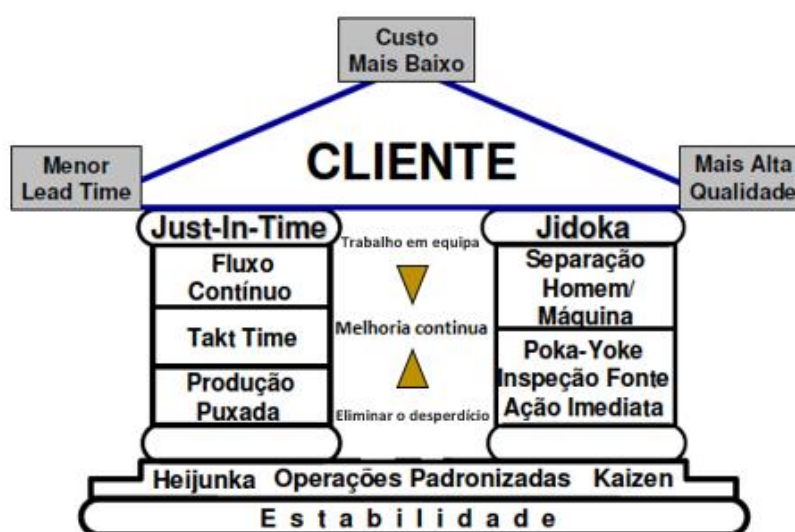 Custo
Mais Baixo
CLIENTE
Menor
Lead Time
Mais Alta
Qualidade
Just-In-Time
Fluxo
Contínuo
Takt Time
Produção
Puxada
Trabalho em equipa
Melhoria continua
Eliminar o desperdício
Jidoka
Separação
Homem/
Máquina
Poka-Yoke
Inspeção Fonte
Ação Imediata
Heijunka Operações Padronizadas Kaizen
Estabilidade